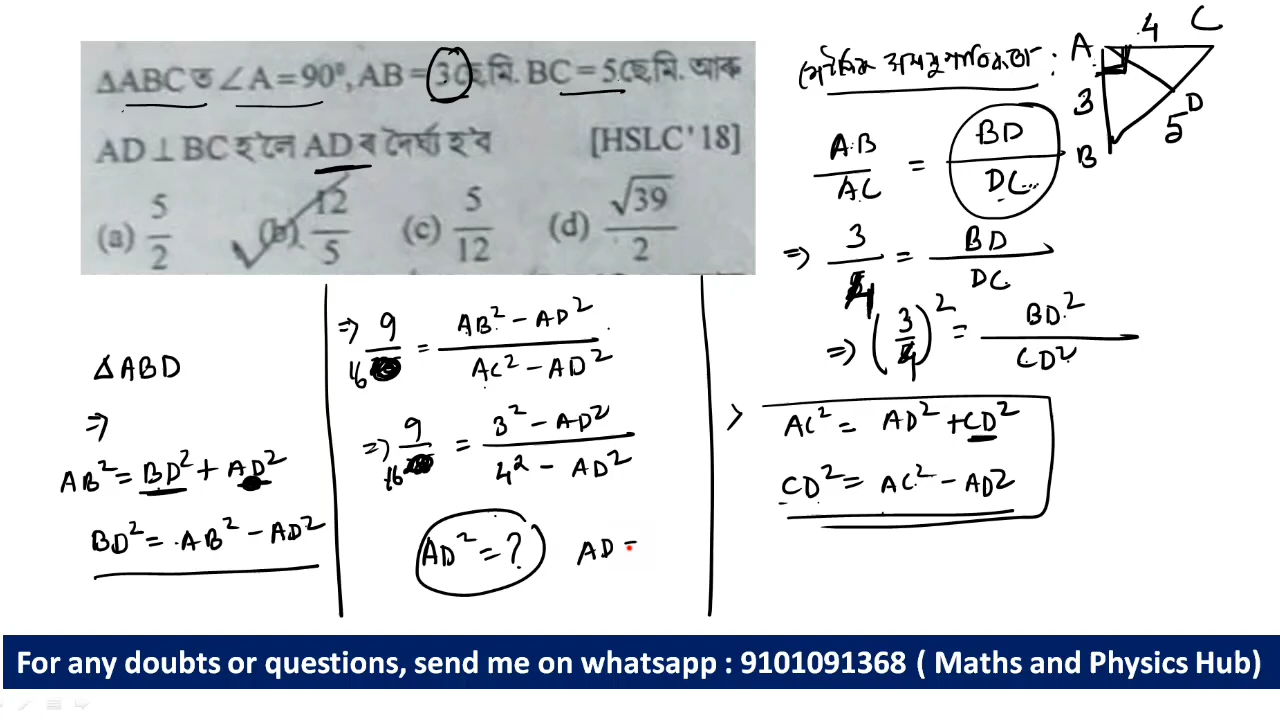 ΔABC ত ∠A = 90°, AB = 3 ছে.মি. BC = 5 ছে.মি. আৰু
AD ⊥ BC হ'লে AD ৰ দৈৰ্ঘ্য হ'ব [HSLC'18]
(a) 5/2 (b) 12/5 (c) 5/12 (d) √39/2
A 4 C
3 D
B 5
AB/AC = BD/DC
⇒ 3/4 = BD/DC
⇒ (3/4)² = BD²/CD²
AC² = AD² + CD²
CD² = AC² − AD²
ΔABD
⇒
AB² = BD² + AD²
BD² = AB² − AD²
⇒ 9/16 = AB² − AD²/AC² − AD²
⇒ 9/16 = 3² − AD²/4² − AD²
AD² = ? AD =
For any doubts or questions, send me on whatsapp : 9101091368 ( Maths and Physics Hub)